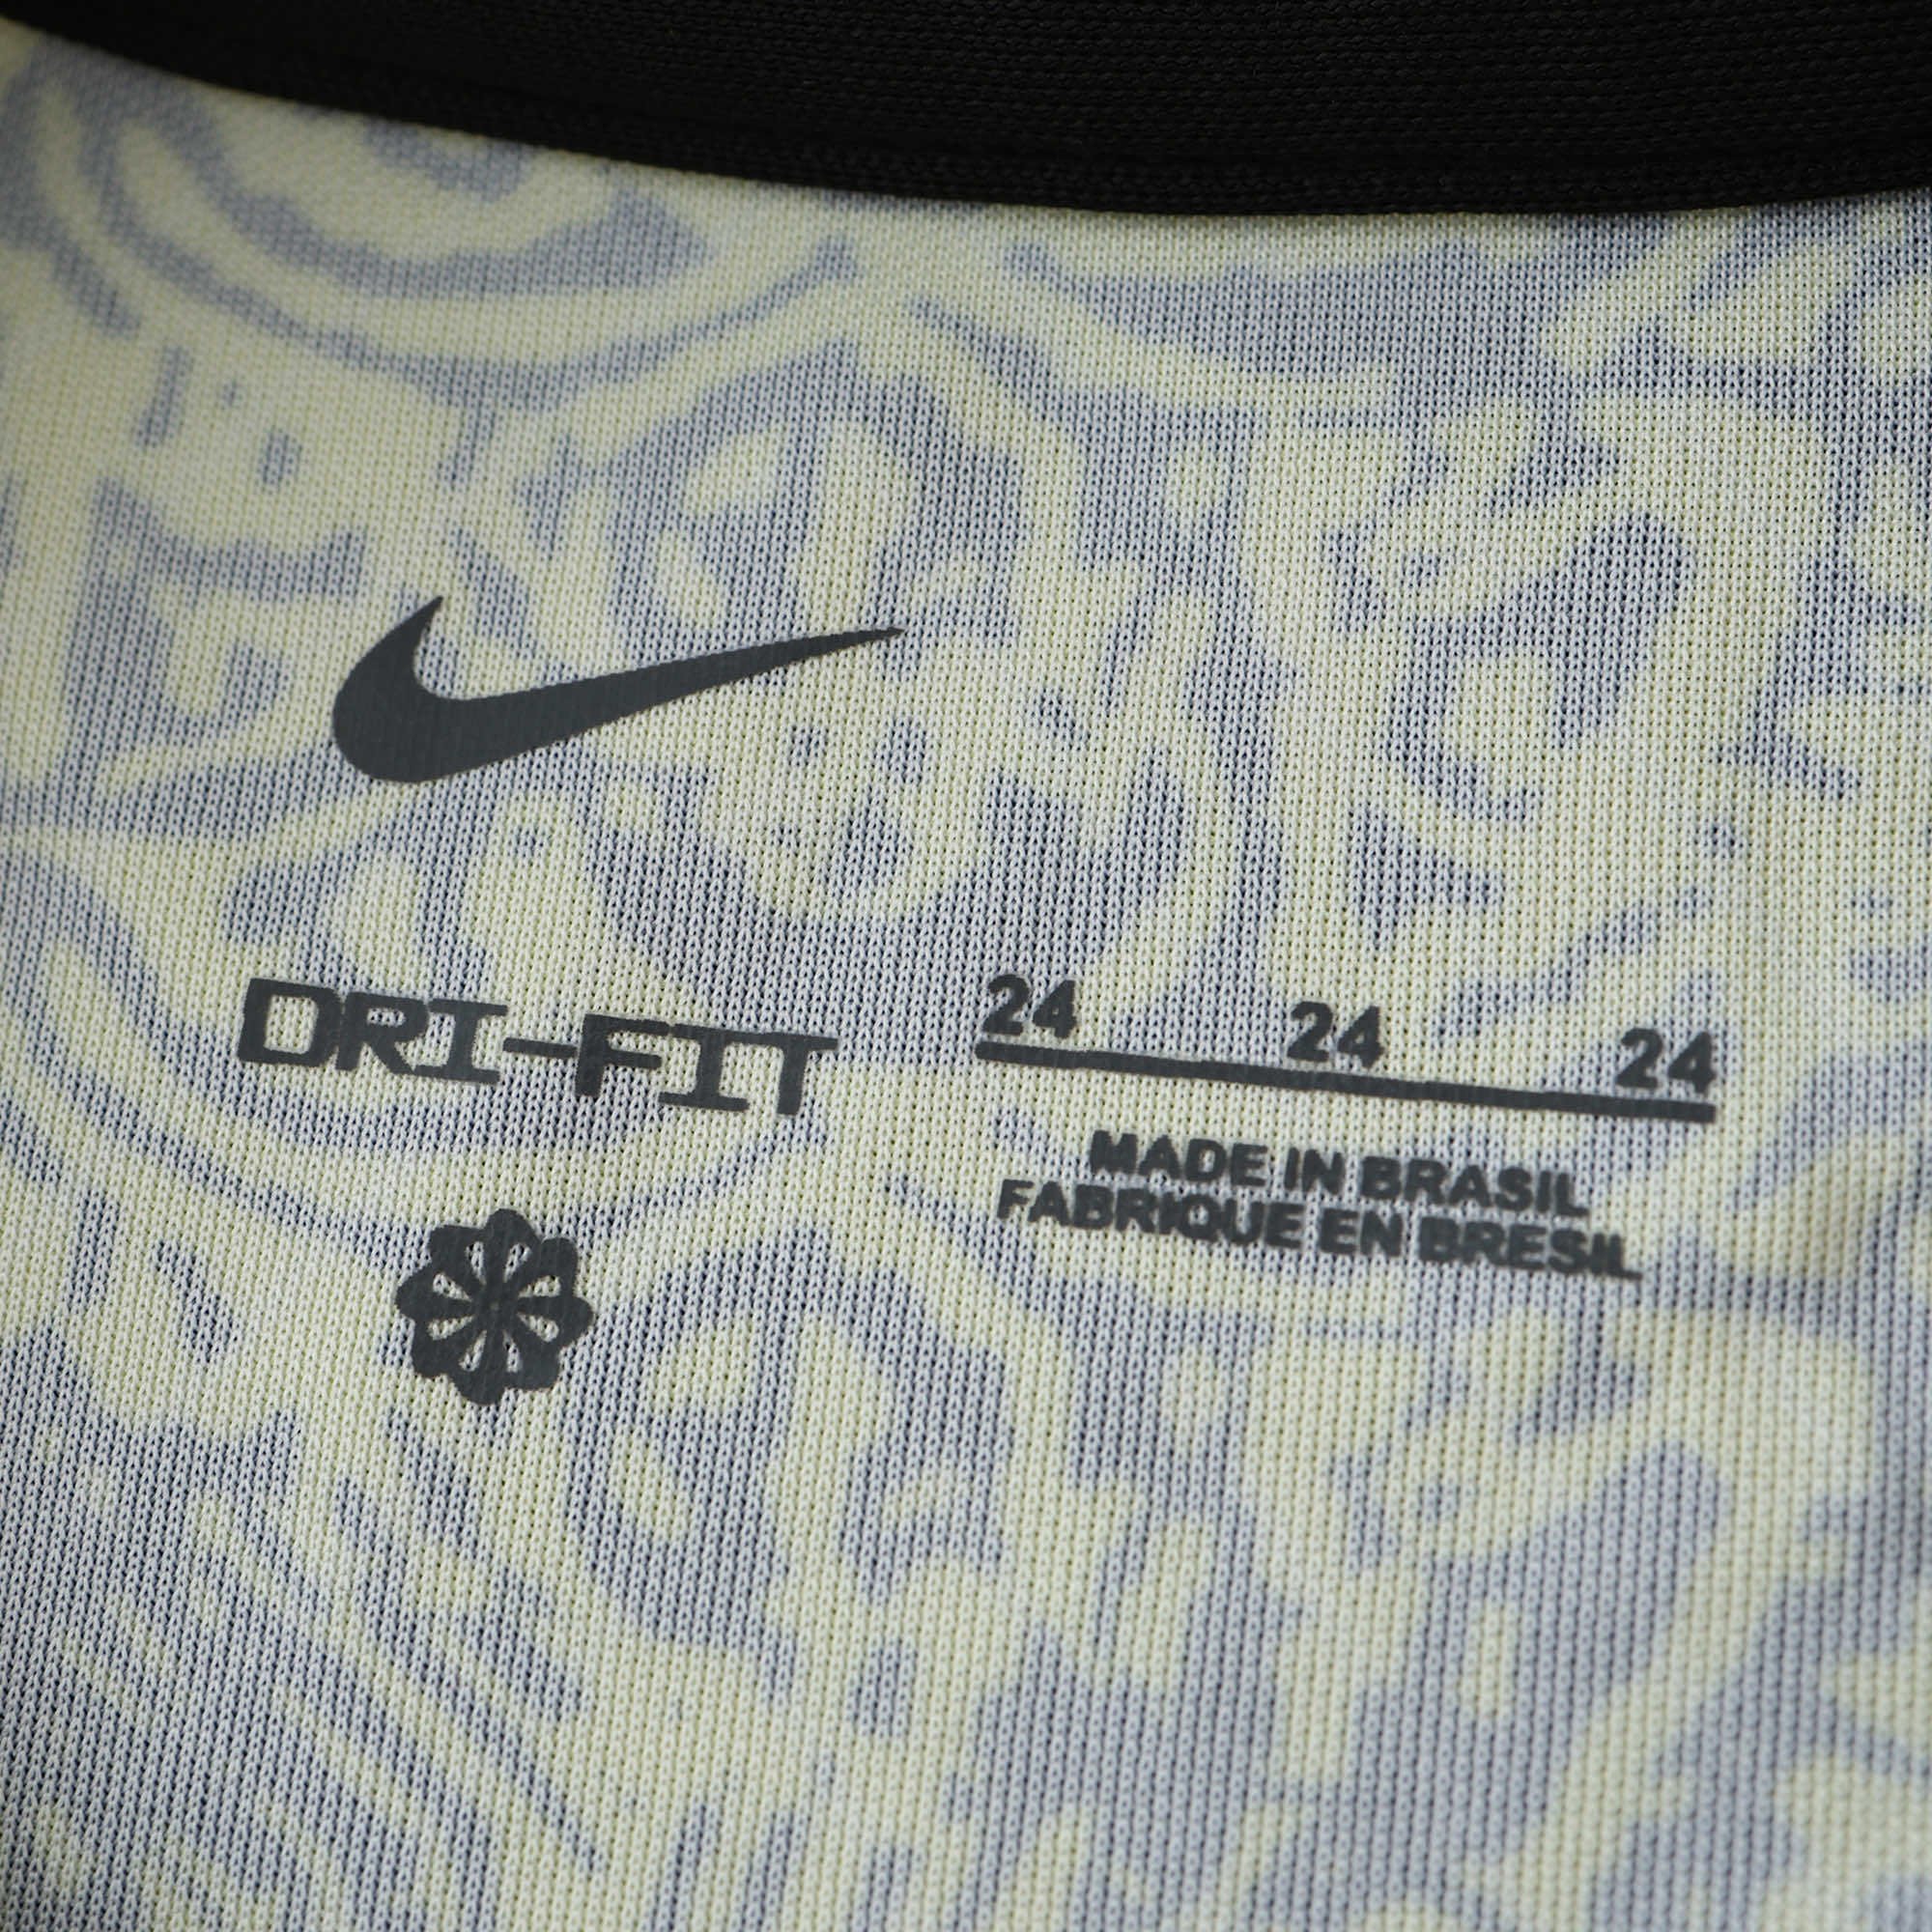 DRI-FIT
24 24 24
MADE IN BRASIL
FABRIQUE EN BRESIL